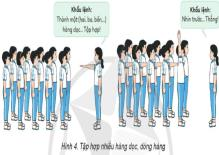 Khẩu lệnh:
Thành một (hai, ba, bốn...)
hàng dọc... Tập hợp!
Khẩu lệnh:
Nhìn trước... Thẳng!
Hình 4. Tập hợp nhiều hàng dọc, dóng hàng